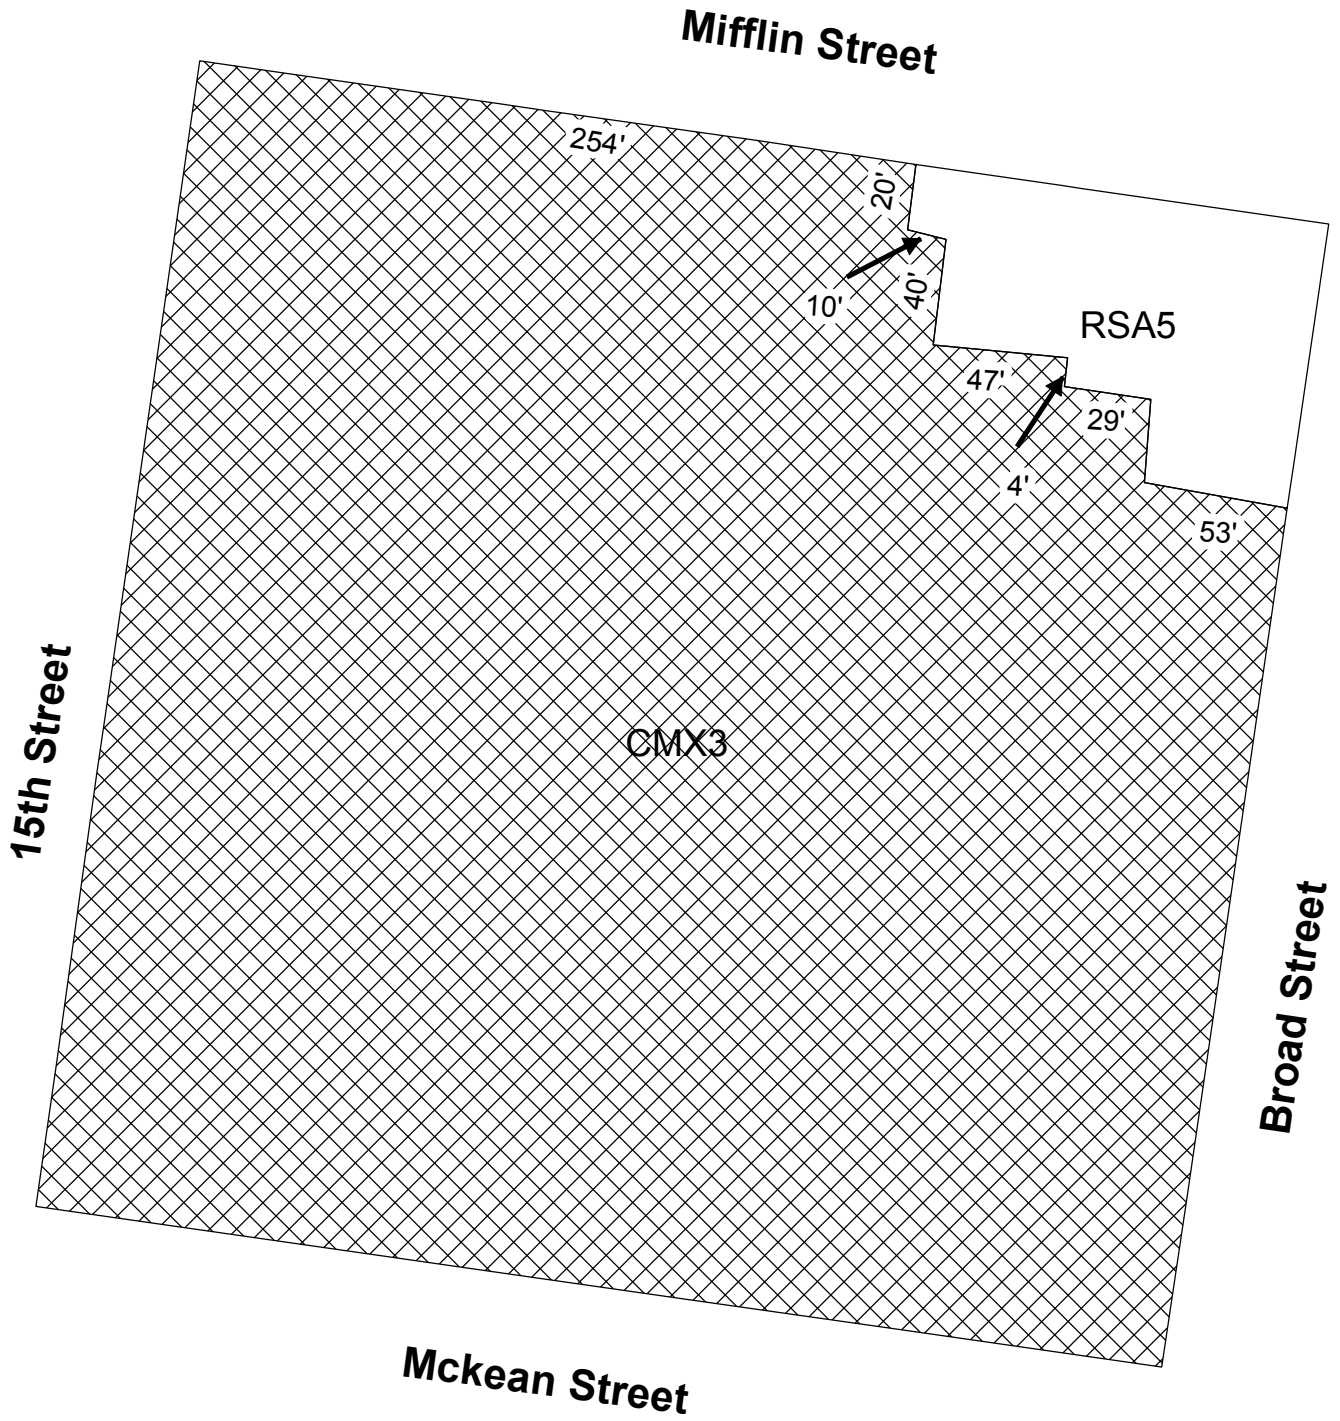 Mifflin Street
254'
20'
10'
40'
RSA5
47'
29'
4'
53'
15th Street
CMX3
Broad Street
Mckean Street